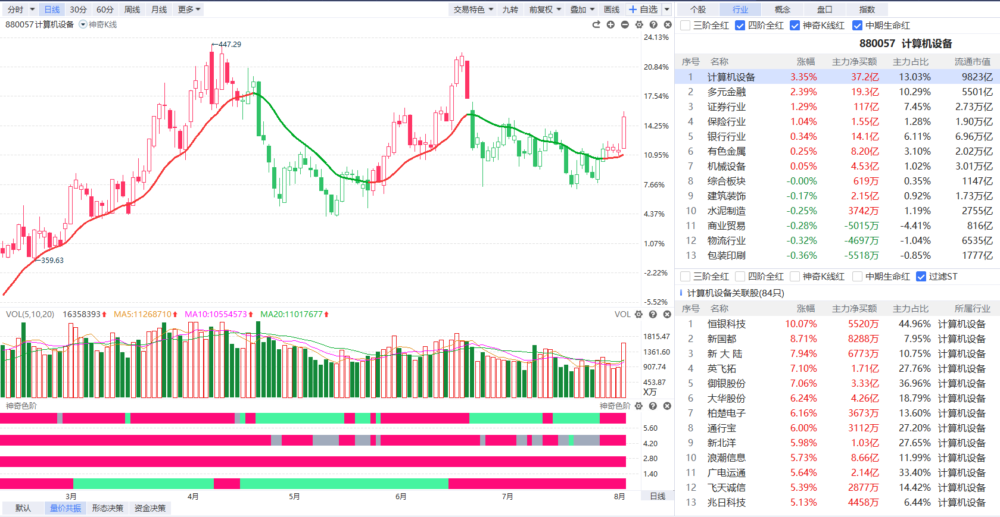 分时 日线 30分 60分 周线 月线 更多 交易特色 九转 前复权 叠加 画线 自选 个股 行业 概念 盘口 指数
880057 计算机设备 神奇K线
三阶全红 四阶全红 神奇K线红 中期生命红
880057 计算机设备
序号 名称 涨幅 主力净买额 主力占比 流通市值
1 计算机设备 3.35% 37.2亿 13.03% 9823亿
2 多元金融 2.39% 19.3亿 10.29% 5501亿
3 证券行业 1.29% 117亿 7.45% 2.73万亿
4 保险行业 1.04% 1.55亿 1.28% 1.90万亿
5 银行行业 0.34% 14.1亿 6.11% 6.96万亿
6 有色金属 0.25% 8.20亿 3.10% 2.02万亿
7 机械设备 0.05% 4.53亿 1.02% 3.01万亿
8 综合板块 -0.00% 619万 0.35% 1147亿
9 建筑装饰 -0.17% 2.15亿 0.92% 1.73万亿
10 水泥制造 -0.25% 3742万 1.19% 2755亿
11 商业贸易 -0.28% -5015万 -4.41% 816亿
12 物流行业 -0.32% -4697万 -1.04% 6535亿
13 包装印刷 -0.36% -5518万 -0.85% 1777亿
三阶全红 四阶全红 神奇K线红 中期生命红 过滤ST
计算机设备关联股(84只)
序号 名称 涨幅 主力净买额 主力占比 所属行业
1 恒银科技 10.07% 5520万 44.96% 计算机设备
2 新国都 8.71% 8288万 7.95% 计算机设备
3 新 大 陆 7.94% 6773万 10.75% 计算机设备
4 英飞拓 7.10% 1.71亿 27.76% 计算机设备
5 御银股份 7.06% 3.33亿 36.96% 计算机设备
6 大华股份 6.24% 4.26亿 18.79% 计算机设备
7 柏楚电子 6.16% 3673万 13.60% 计算机设备
8 通行宝 6.00% 3112万 27.20% 计算机设备
9 新北洋 5.98% 1.03亿 27.65% 计算机设备
10 浪潮信息 5.73% 8.66亿 11.99% 计算机设备
11 广电运通 5.64% 2.14亿 33.40% 计算机设备
12 飞天诚信 5.39% 2877万 14.42% 计算机设备
13 兆日科技 5.13% 4458万 6.44% 计算机设备
447.29
359.63
24.13%
20.84%
17.54%
14.25%
10.95%
7.66%
4.37%
1.07%
-2.22%
-5.52%
VOL(5,10,20) 16358393 MA5:11268710 MA10:10554573 MA20:11017677 VOL
1815.47
1361.60
907.74
453.87
X万
神奇色阶 神奇色阶
5.60
4.20
2.80
1.40
3月 4月 5月 6月 7月 8月 日线
默认 量价共振 形态决策 资金决策